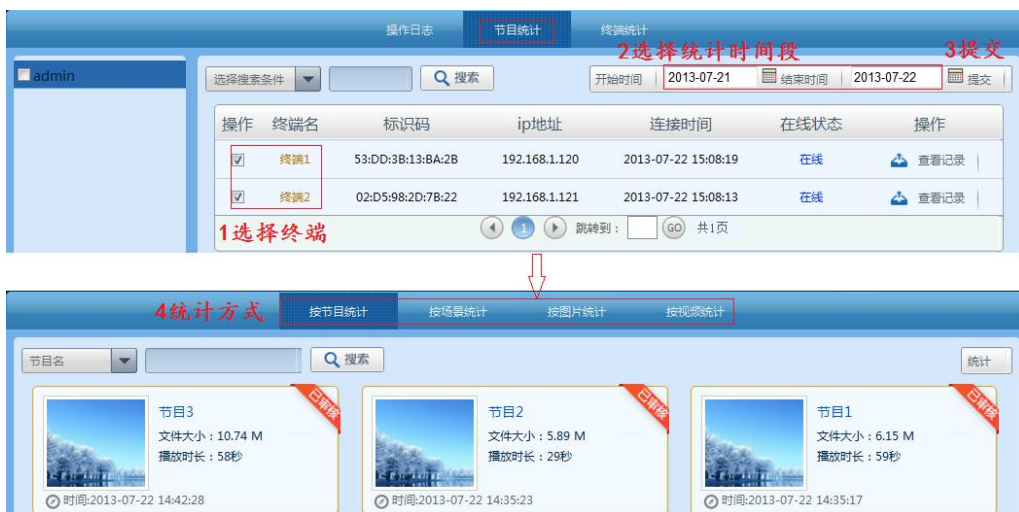 操作日志 节目统计 终端统计
2选择统计时间段 3提交
admin 选择搜索条件 搜索 开始时间 2013-07-21 结束时间 2013-07-22 提交
操作 终端名 标识码 ip地址 连接时间 在线状态 操作
终端1 53:DD:3B:13:BA:2B 192.168.1.120 2013-07-22 15:08:19 在线 查看记录
终端2 02:D5:98:2D:7B:22 192.168.1.121 2013-07-22 15:08:13 在线 查看记录
1选择终端 1 跳转到： GO 共1页
4统计方式 按节目统计 按场景统计 按图片统计 按视频统计
节目名 搜索 统计
已审核 已审核 已审核
节目3 节目2 节目1
文件大小：10.74 M 文件大小：5.89 M 文件大小：6.15 M
播放时长：58秒 播放时长：29秒 播放时长：59秒
时间:2013-07-22 14:42:28 时间:2013-07-22 14:35:23 时间:2013-07-22 14:35:17